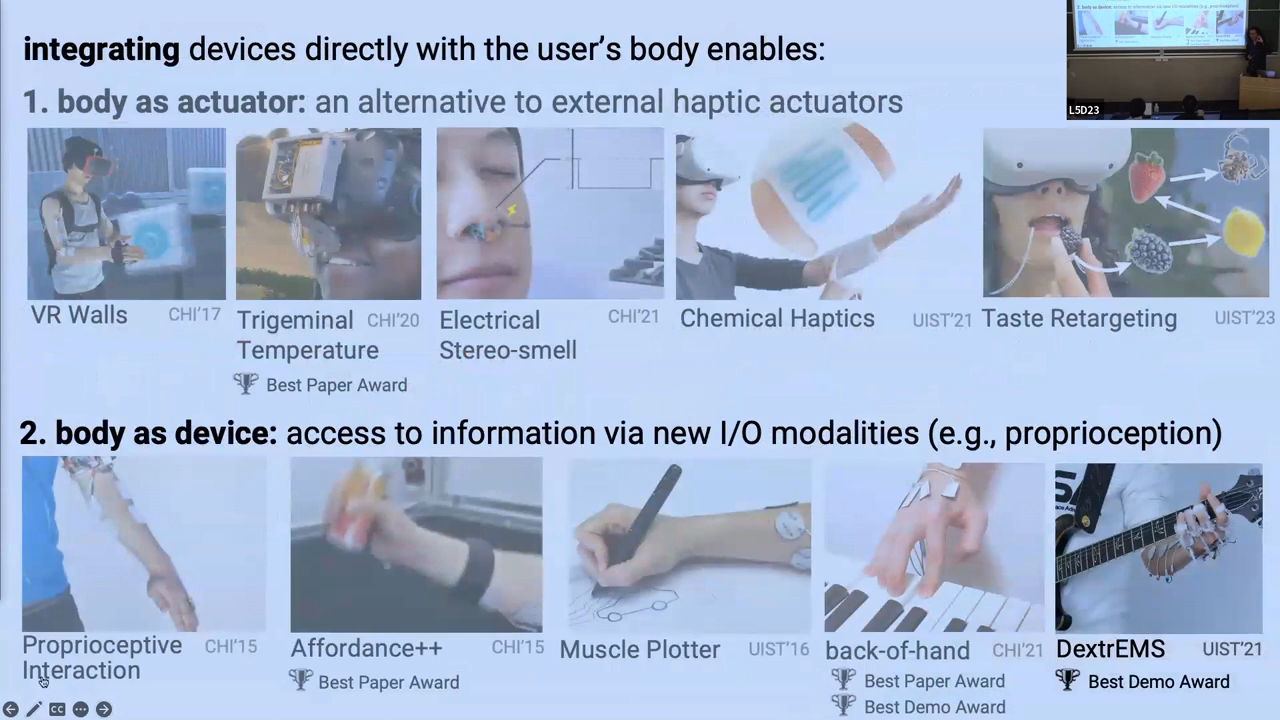 integrating devices directly with the user's body enables:
1. body as actuator: an alternative to external haptic actuators
L5D23
VR Walls CHI'17
Trigeminal Temperature CHI'20
Best Paper Award
Electrical Stereo-smell CHI'21
Chemical Haptics UIST'21
Taste Retargeting UIST'23
2. body as device: access to information via new I/O modalities (e.g., proprioception)
Proprioceptive Interaction CHI'15
Affordance++ CHI'15
Best Paper Award
Muscle Plotter UIST'16
back-of-hand CHI'21
Best Paper Award
Best Demo Award
DextrEMS UIST'21
Best Demo Award
CC